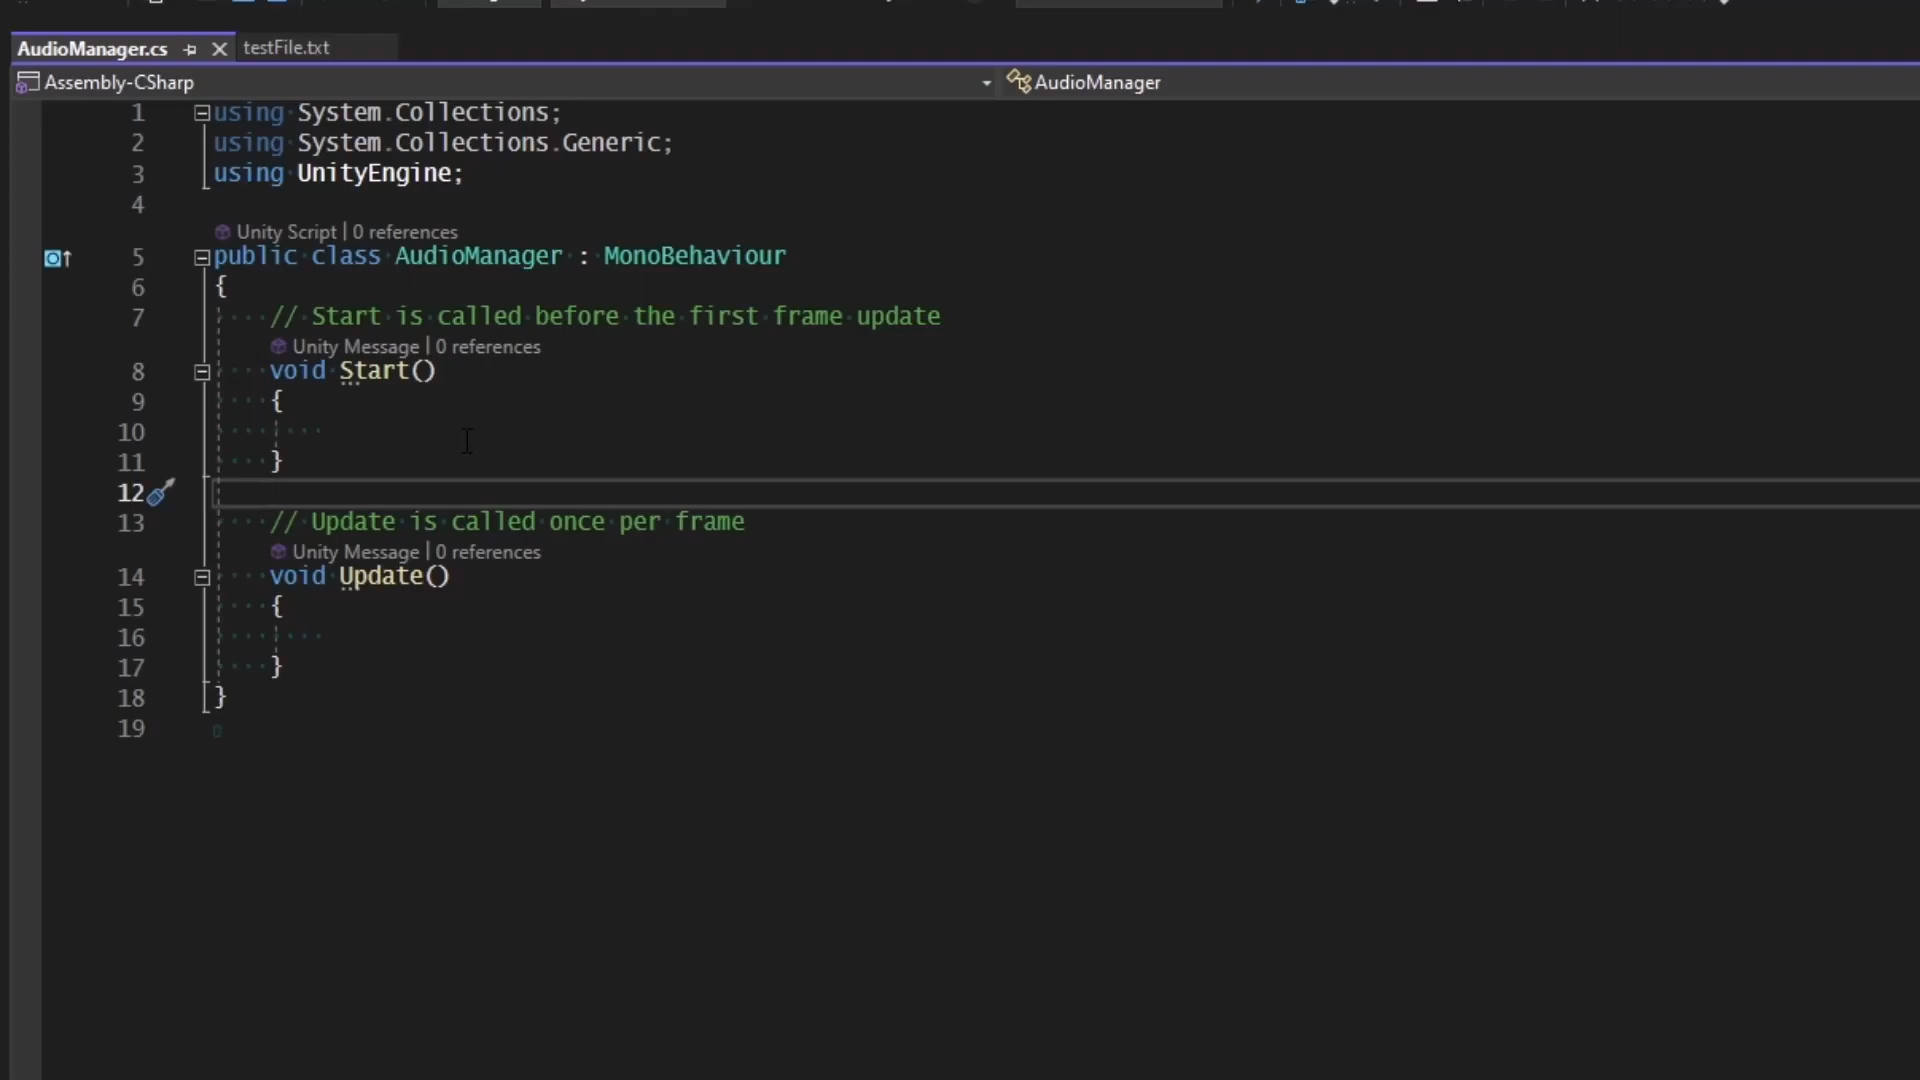 AudioManager.cs testFile.txt
Assembly-CSharp AudioManager
1 using System.Collections;
2 using System.Collections.Generic;
3 using UnityEngine;
4
Unity Script | 0 references
5 public class AudioManager : MonoBehaviour
6 {
7 // Start is called before the first frame update
Unity Message | 0 references
8 void Start()
9 {
10
11 }
12
13 // Update is called once per frame
Unity Message | 0 references
14 void Update()
15 {
16
17 }
18 }
19